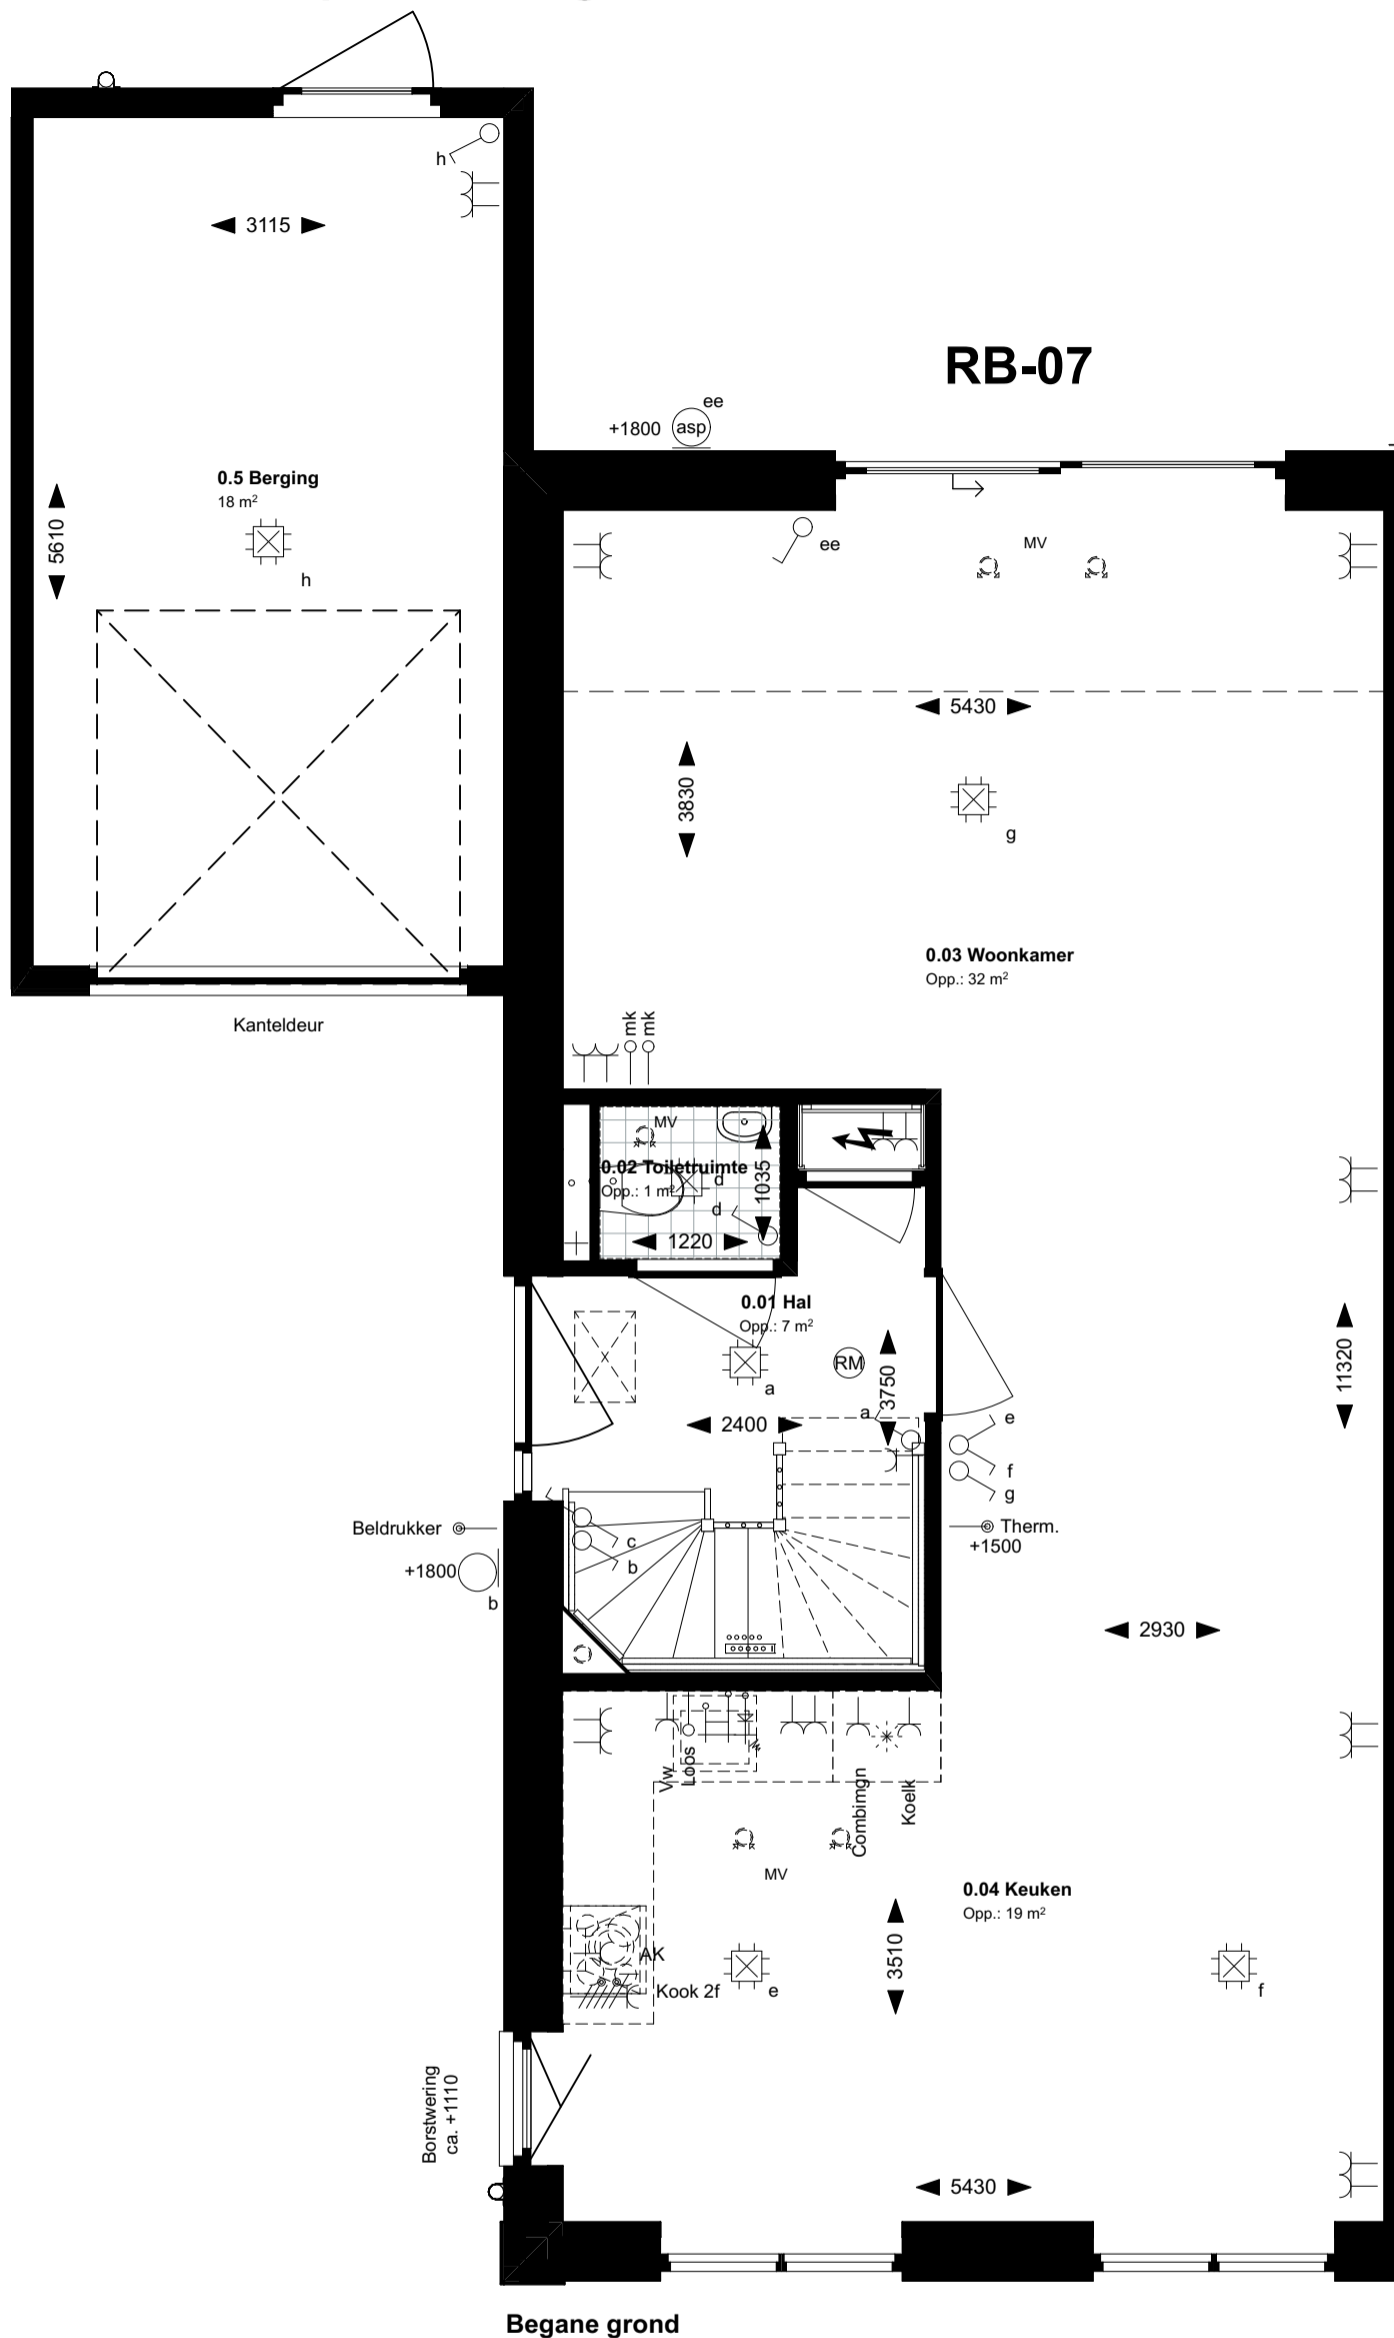 h
3115
RB-07
ee
+1800
asp
0.5 Berging
18 m²
5610
h
ee
MV
5430
3830
g
0.03 Woonkamer
Opp.: 32 m²
Kanteldeur
mk
mk
MV
0.02 Toiletruimte
Opp.: 1 m²
d
d
1035
1220
0.01 Hal
Opp.: 7 m²
RM
a
a
3750
2400
11320
e
f
g
Beldrukker
Therm.
+1500
+1800
b
c
b
2930
Vw
Loos
Combimgn
Koelk
MV
0.04 Keuken
Opp.: 19 m²
3510
AK
Kook 2f
e
f
Borstwering
ca. +1110
5430
Begane grond